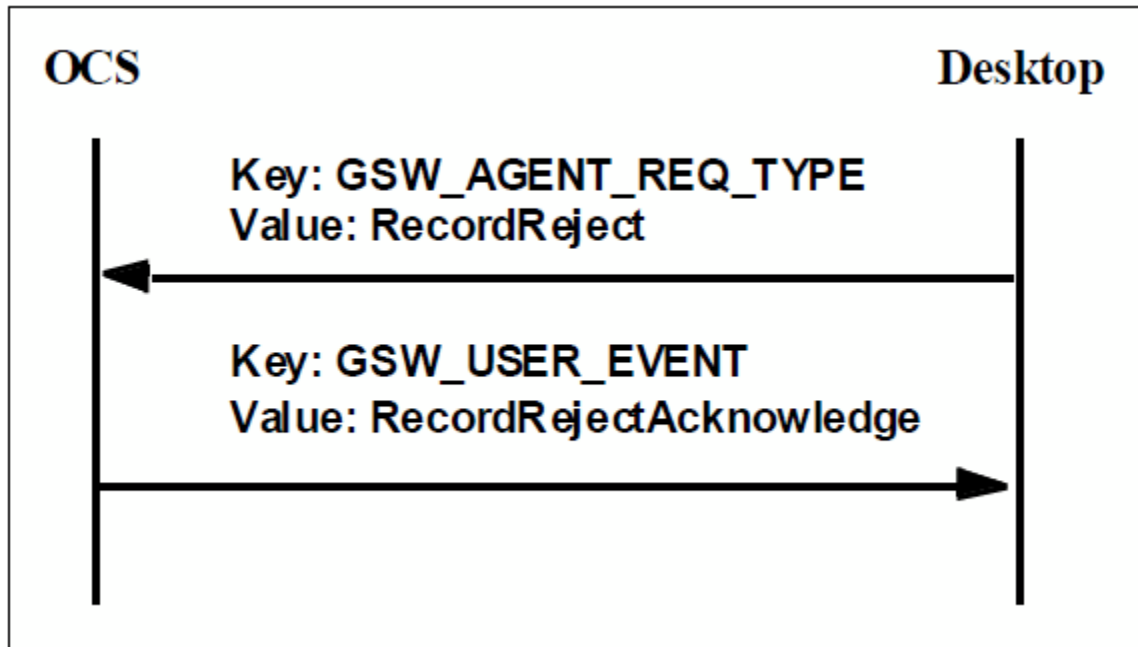 OCS
Desktop
Key: GSW_AGENT_REQ_TYPE
Value: RecordReject
Key: GSW_USER_EVENT
Value: RecordRejectAcknowledge